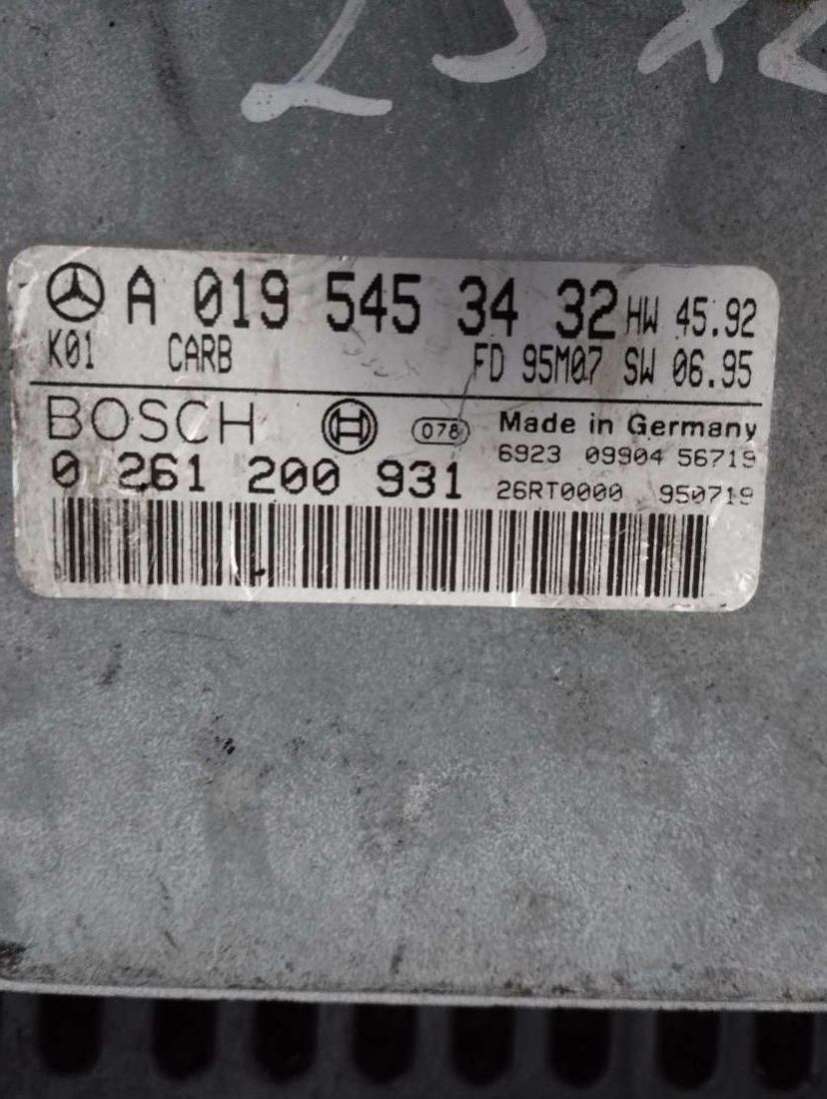 A 019 545 34 32 HW 45.92
K01 CARB FD 95M07 SW 06.95
BOSCH 078 Made in Germany
6923 09904 56719
0 261 200 931
26RT0000 950719